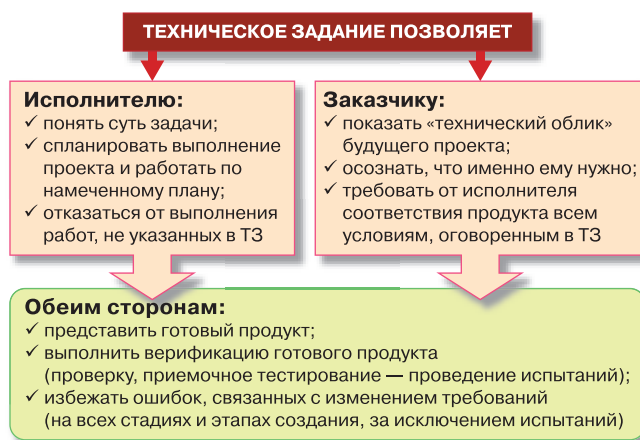 ТЕХНИЧЕСКОЕ ЗАДАНИЕ ПОЗВОЛЯЕТ
Исполнителю:
✓ понять суть задачи;
✓ спланировать выполнение
проекта и работать по
намеченному плану;
✓ отказаться от выполнения
работ, не указанных в ТЗ
Заказчику:
✓ показать «технический облик»
будущего проекта;
✓ осознать, что именно ему нужно;
✓ требовать от исполнителя
соответствия продукта всем
условиям, оговоренным в ТЗ
Обеим сторонам:
✓ представить готовый продукт;
✓ выполнить верификацию готового продукта
(проверку, приемочное тестирование — проведение испытаний);
✓ избежать ошибок, связанных с изменением требований
(на всех стадиях и этапах создания, за исключением испытаний)